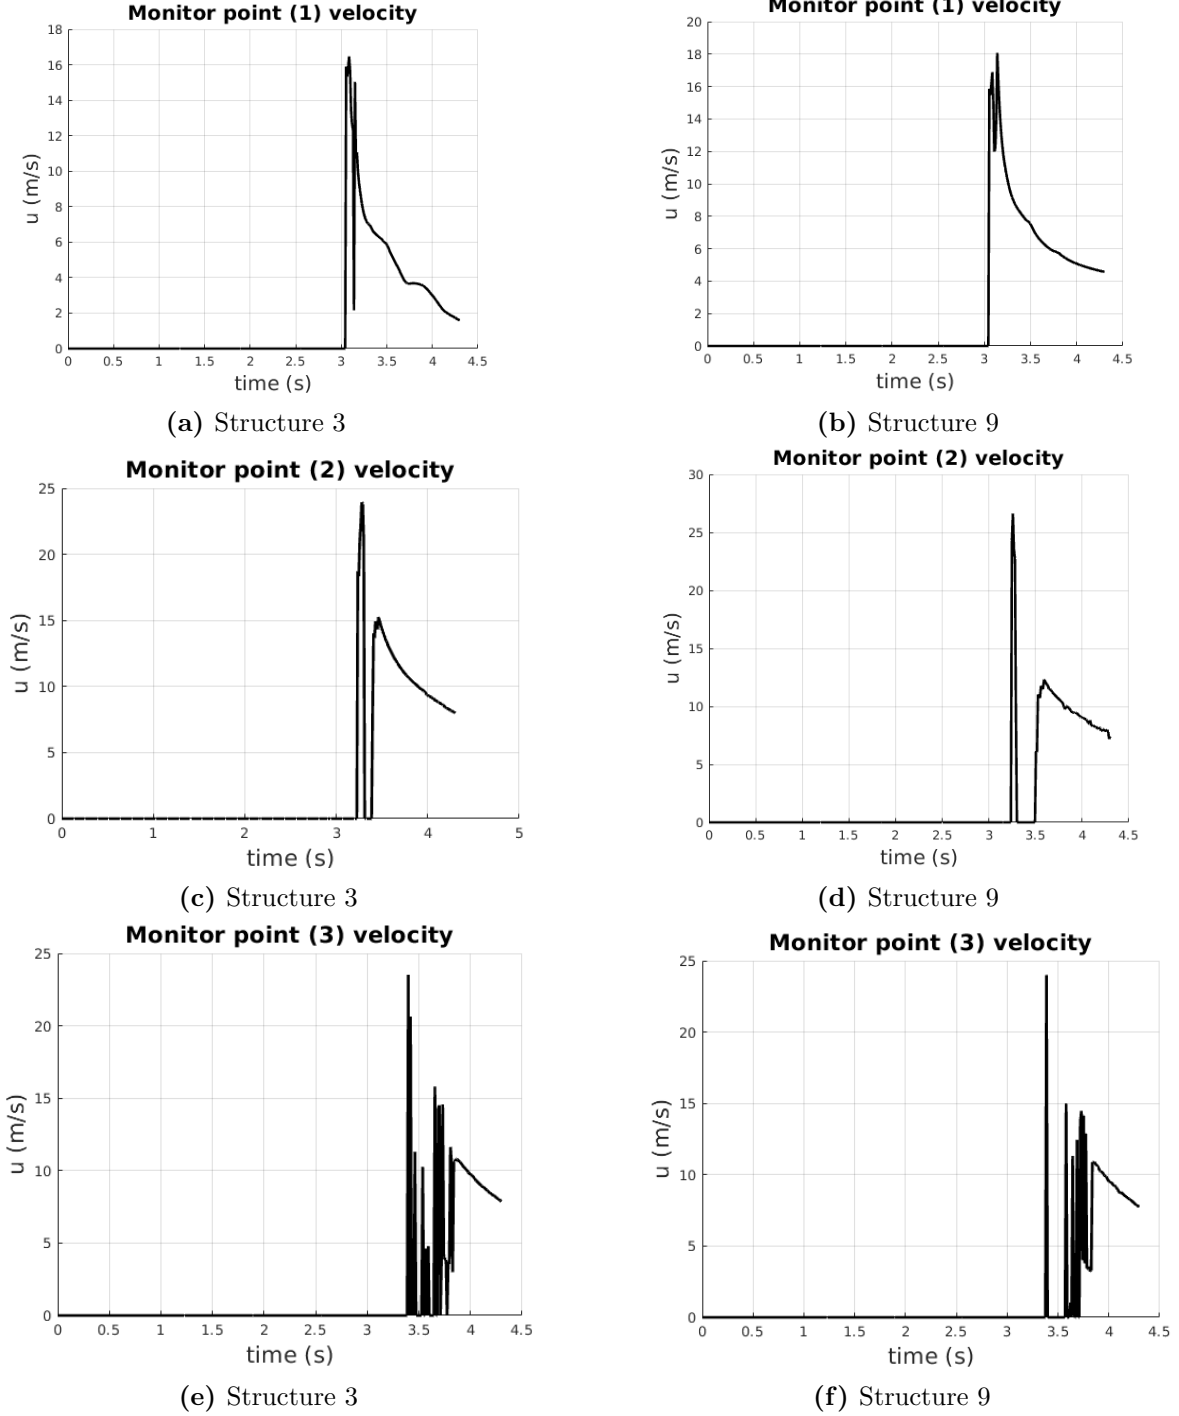 Monitor point (1) velocity
18
16
14
12
10
8
6
4
2
0
u (m/s)
0 0.5 1 1.5 2 2.5 3 3.5 4 4.5
time (s)
(a) Structure 3
Monitor point (1) velocity
20
18
16
14
12
10
8
6
4
2
0
u (m/s)
0 0.5 1 1.5 2 2.5 3 3.5 4 4.5
time (s)
(b) Structure 9
Monitor point (2) velocity
25
20
15
10
5
0
u (m/s)
0 1 2 3 4 5
time (s)
(c) Structure 3
Monitor point (2) velocity
30
25
20
15
10
5
0
u (m/s)
0 0.5 1 1.5 2 2.5 3 3.5 4 4.5
time (s)
(d) Structure 9
Monitor point (3) velocity
25
20
15
10
5
0
u (m/s)
0 0.5 1 1.5 2 2.5 3 3.5 4 4.5
time (s)
(e) Structure 3
Monitor point (3) velocity
25
20
15
10
5
0
u (m/s)
0 0.5 1 1.5 2 2.5 3 3.5 4 4.5
time (s)
(f) Structure 9